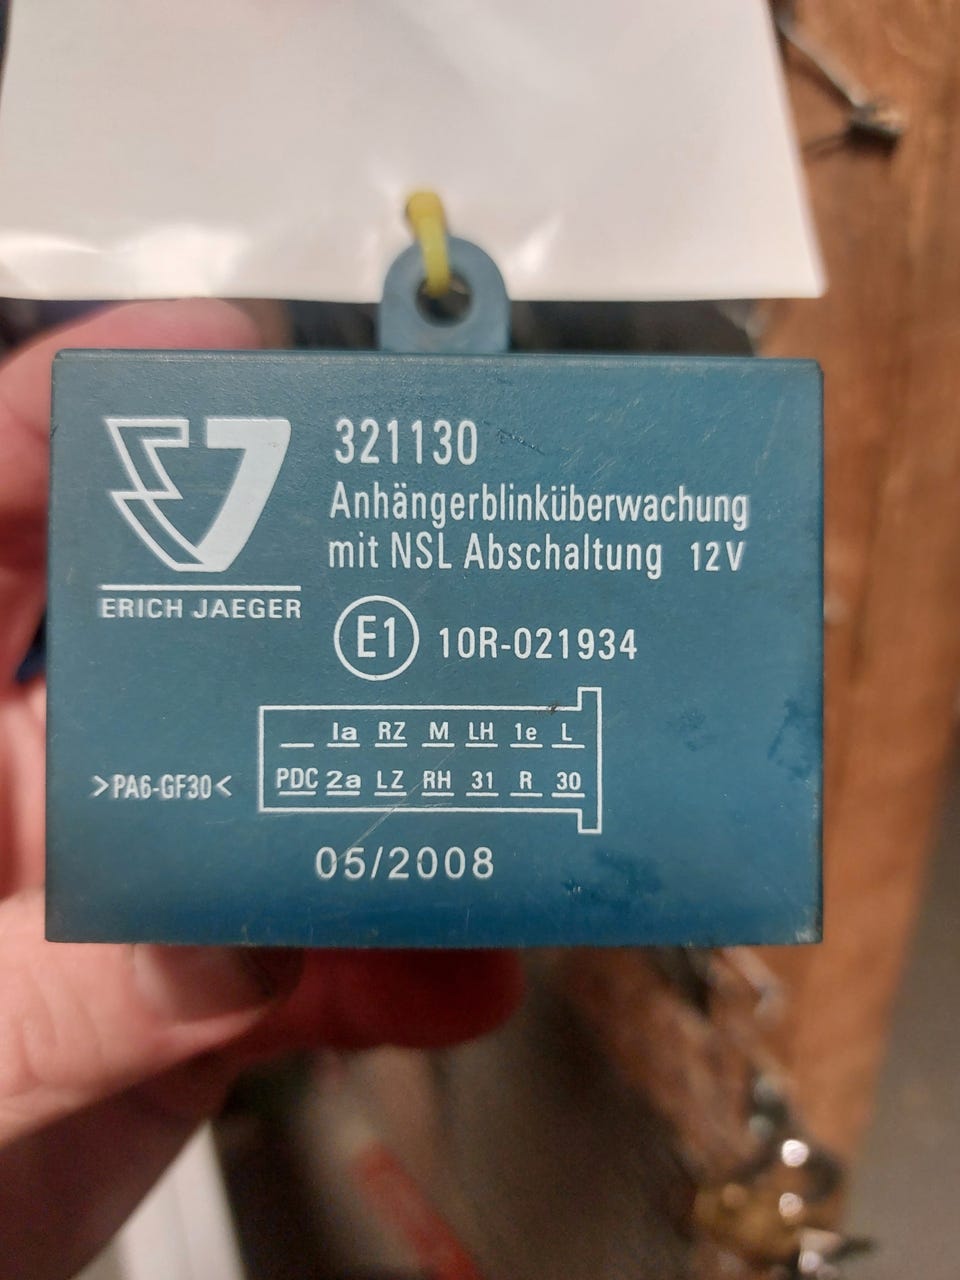 321130
Anhängerblinküberwachung
mit NSL Abschaltung 12V
ERICH JAEGER
E1 10R-021934
Ia RZ M LH 1e L
PDC 2a LZ RH 31 R 30
>PA6-GF30<
05/2008